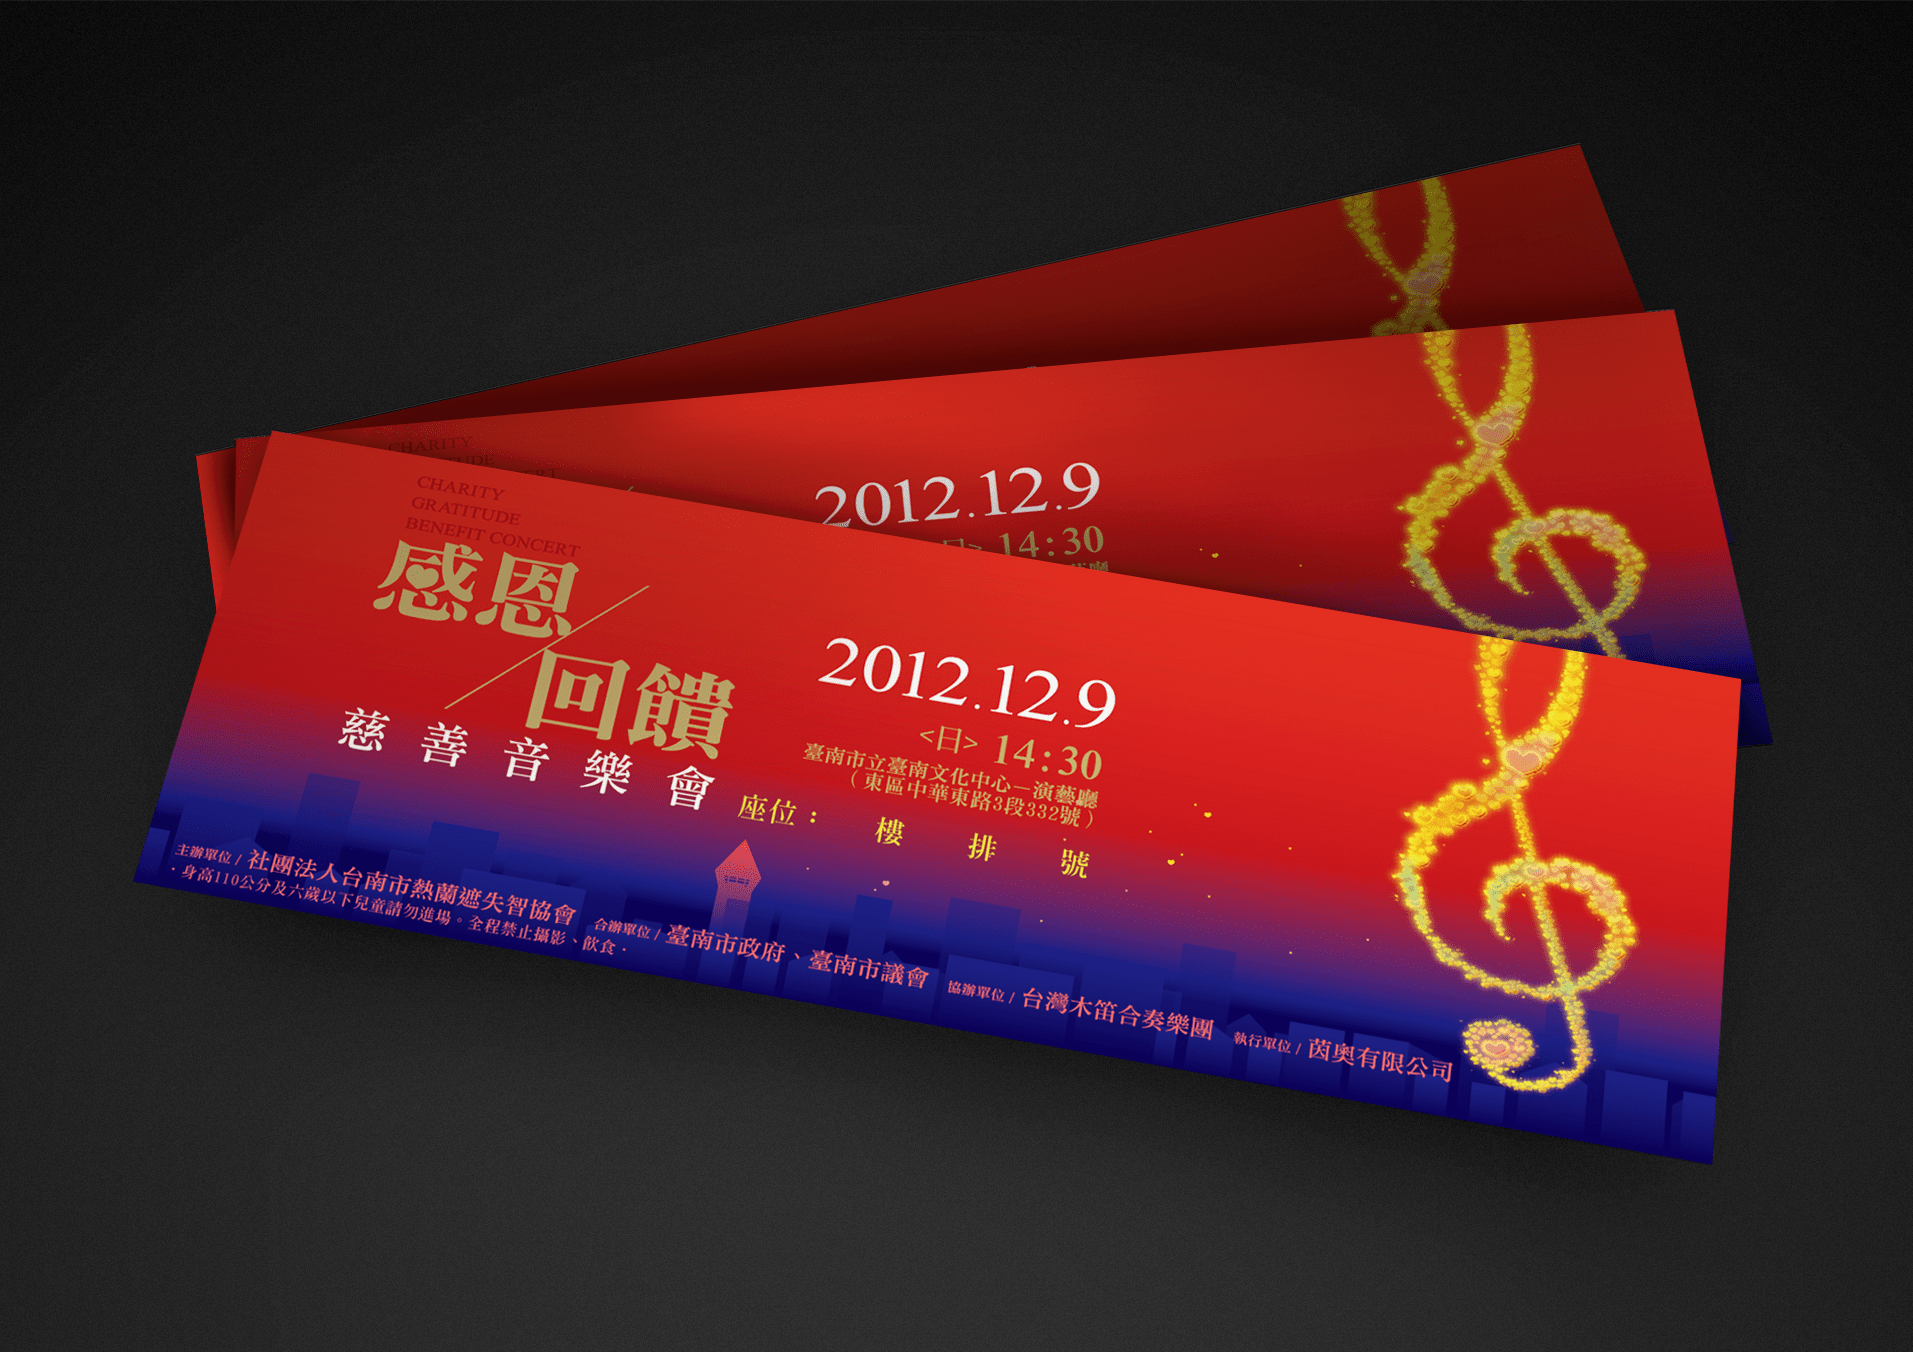 CHARITY
CHARITY
GRATITUDE
BENEFIT CONCERT
感恩
回饋
慈善音樂會
2012.12.9
14:30
2012.12.9
<日> 14:30
臺南市立臺南文化中心—演藝廳
(東區中華東路3段332號)
座位: 樓 排 號
主辦單位/社團法人台南市熱蘭遮失智協會 合辦單位/臺南市政府、臺南市議會 協辦單位/台灣木笛合奏樂團 執行單位/茵奧有限公司
·身高110公分及六歲以下兒童請勿進場。全程禁止攝影、飲食·